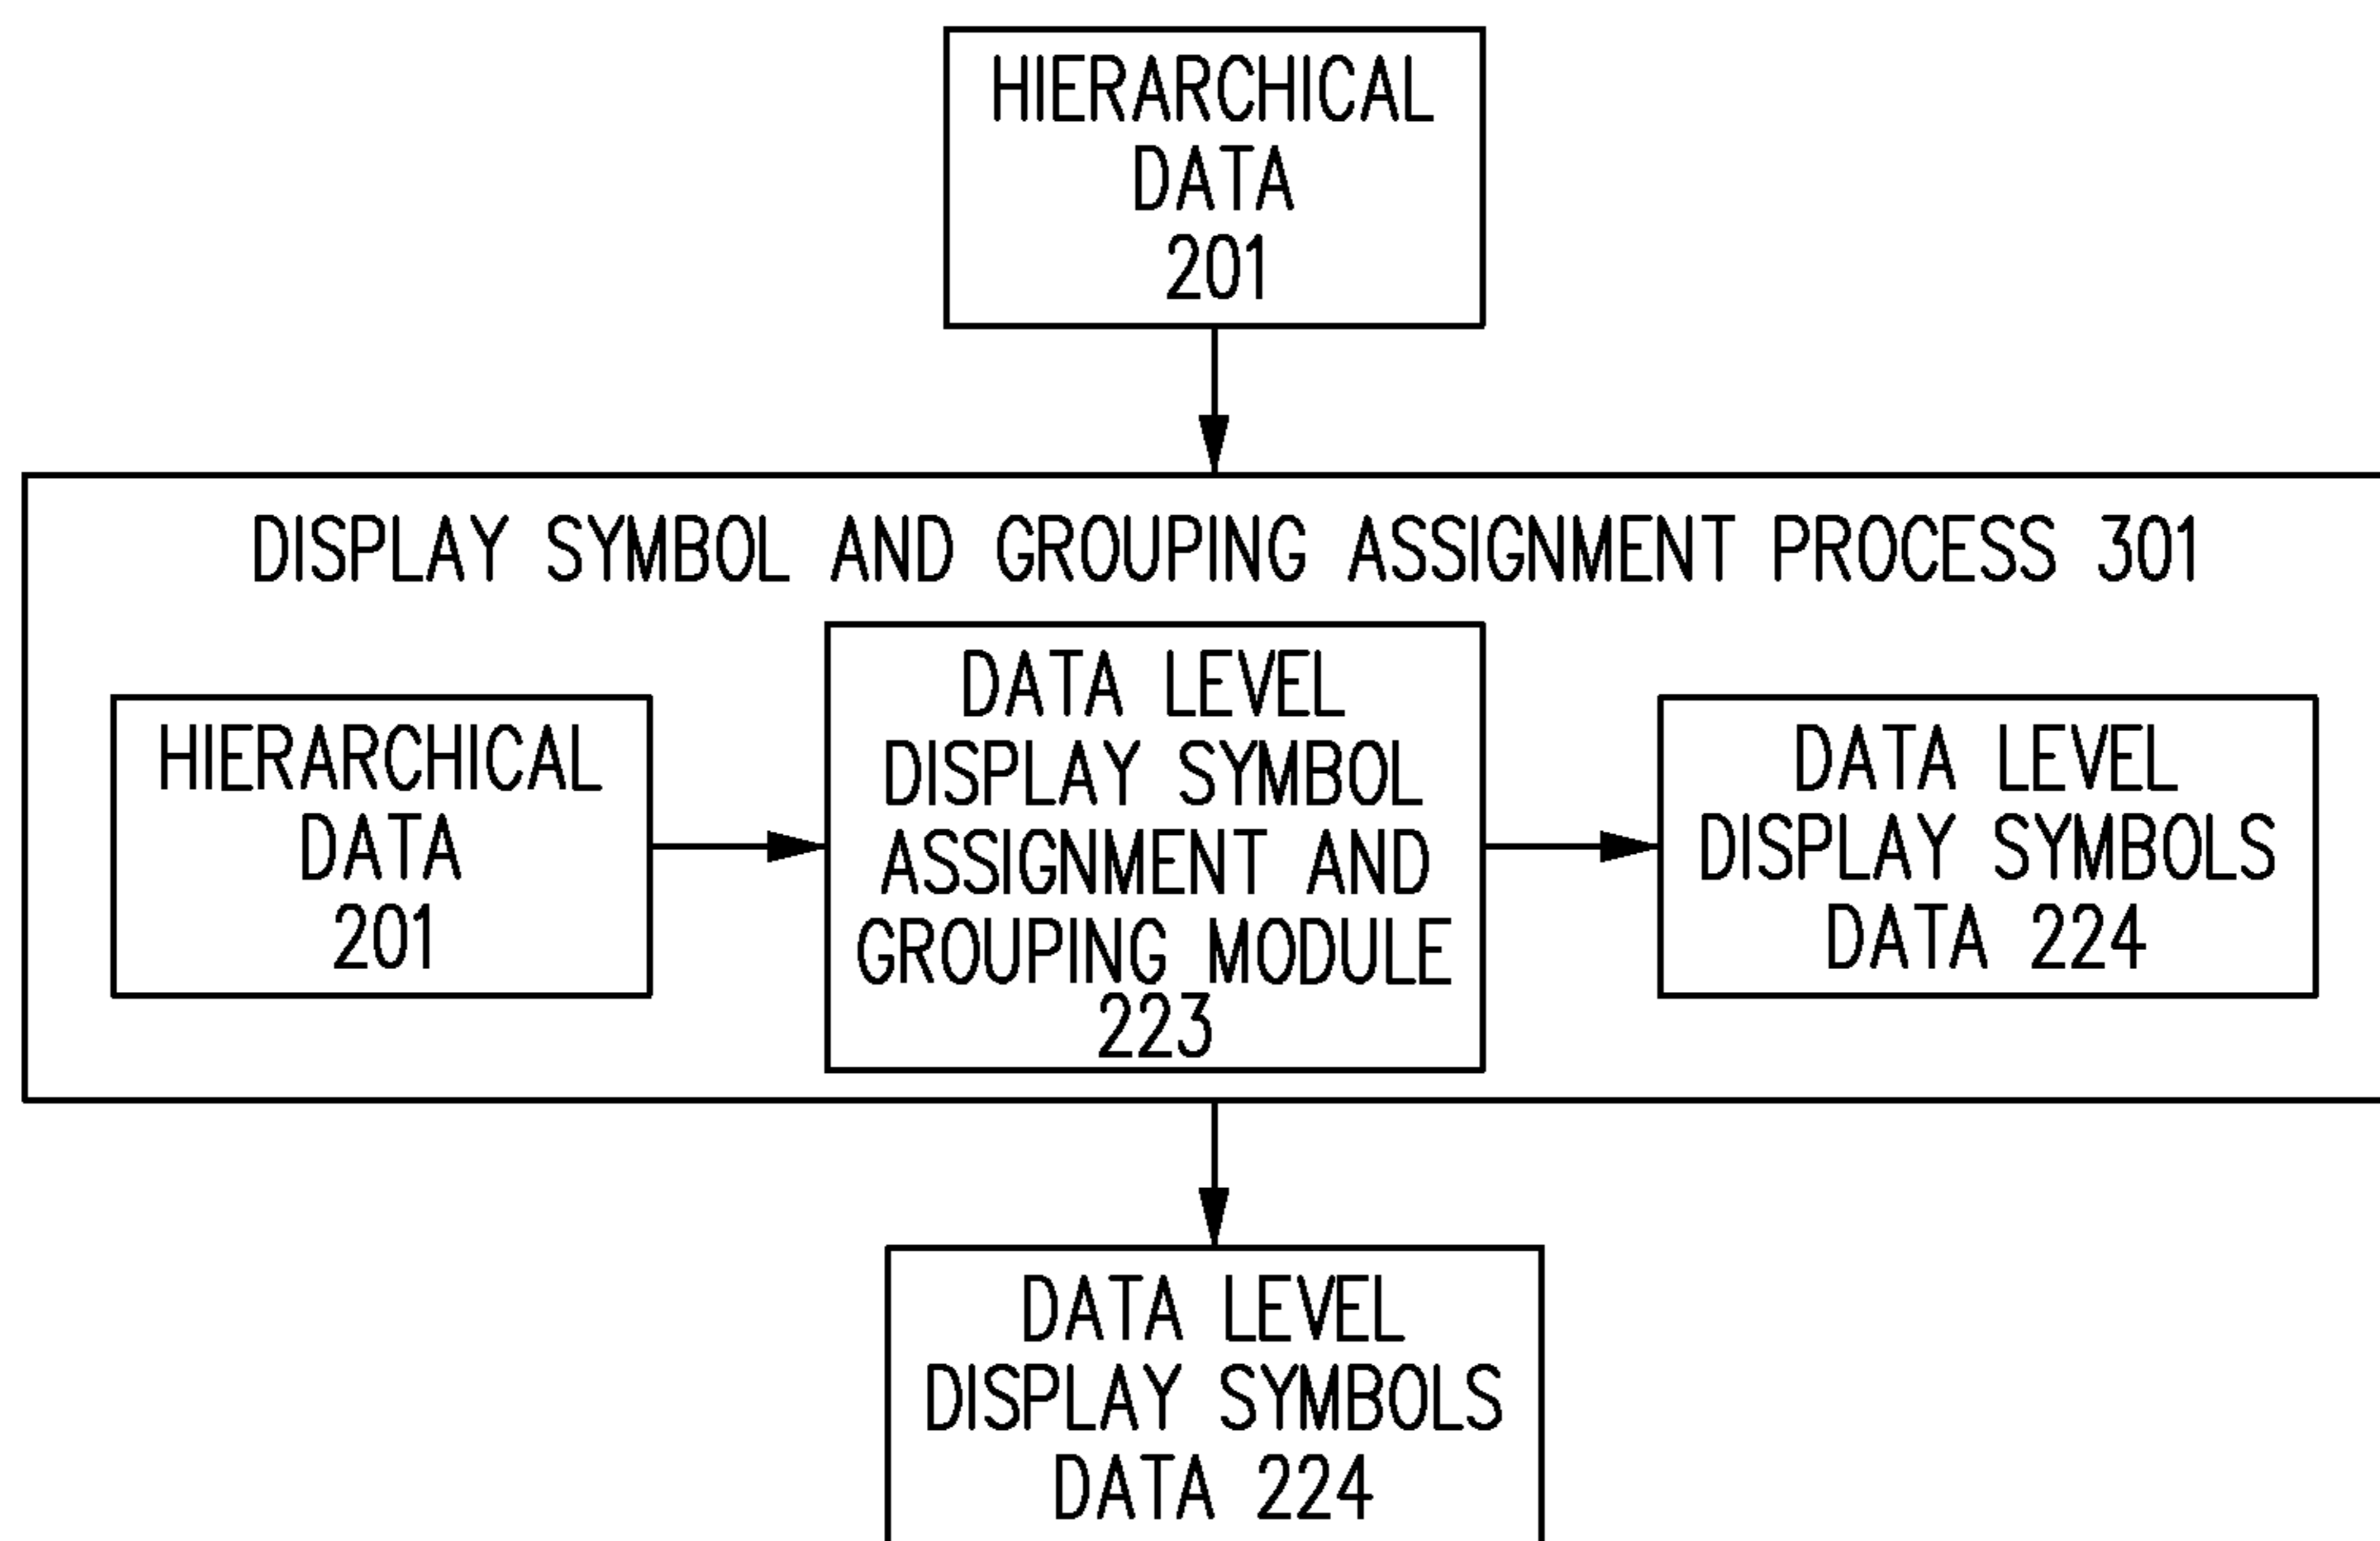 HIERARCHICAL
DATA
201
DISPLAY SYMBOL AND GROUPING ASSIGNMENT PROCESS 301
HIERARCHICAL
DATA
201
DATA LEVEL
DISPLAY SYMBOL
ASSIGNMENT AND
GROUPING MODULE
223
DATA LEVEL
DISPLAY SYMBOLS
DATA 224
DATA LEVEL
DISPLAY SYMBOLS
DATA 224